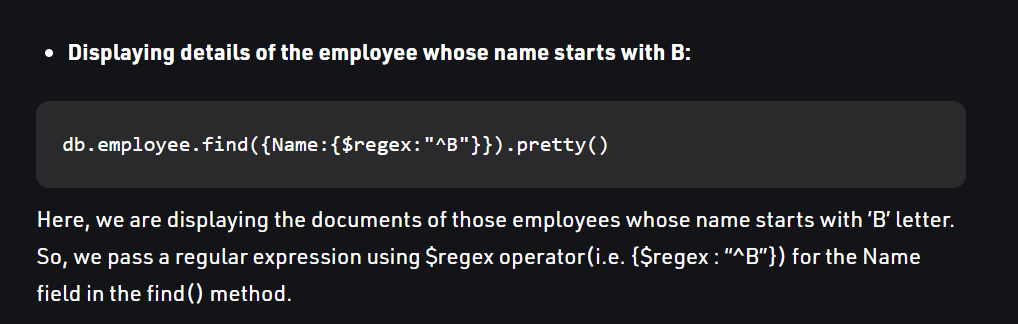 • Displaying details of the employee whose name starts with B:
db.employee.find({Name:{$regex:"^B"}}).pretty()
Here, we are displaying the documents of those employees whose name starts with ‘B’ letter.
So, we pass a regular expression using $regex operator(i.e. {$regex : “^B”}) for the Name
field in the find() method.